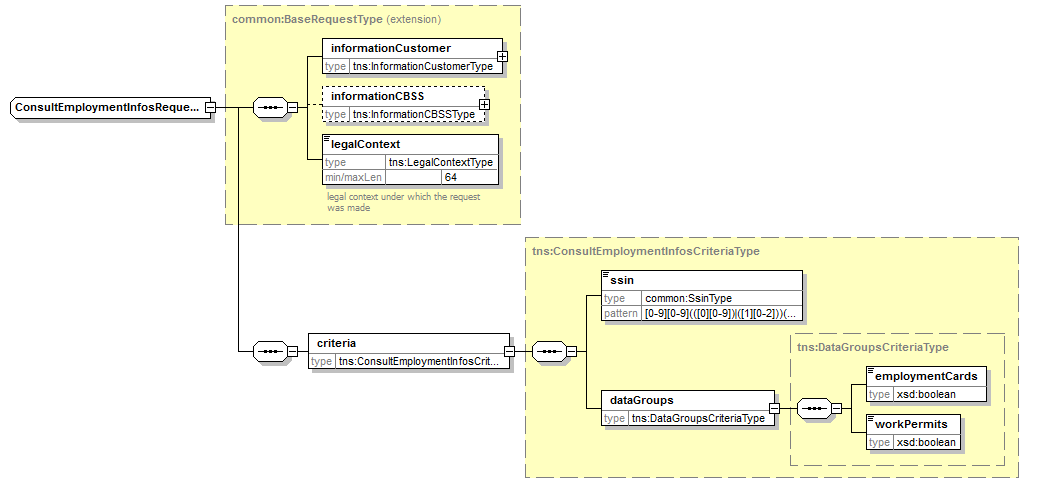 common:BaseRequestType (extension)
informationCustomer
type tns:InformationCustomerType
ConsultEmploymentInfosReque...
informationCBSS
type tns:InformationCBSSType
legalContext
type tns:LegalContextType
min/maxLen 64
legal context under which the request
was made
tns:ConsultEmploymentInfosCriteriaType
ssin
type common:SsinType
pattern [0-9][0-9](([0][0-9])|([1][0-2]))(...
criteria
type tns:ConsultEmploymentInfosCrit...
tns:DataGroupsCriteriaType
employmentCards
type xsd:boolean
dataGroups
type tns:DataGroupsCriteriaType
workPermits
type xsd:boolean